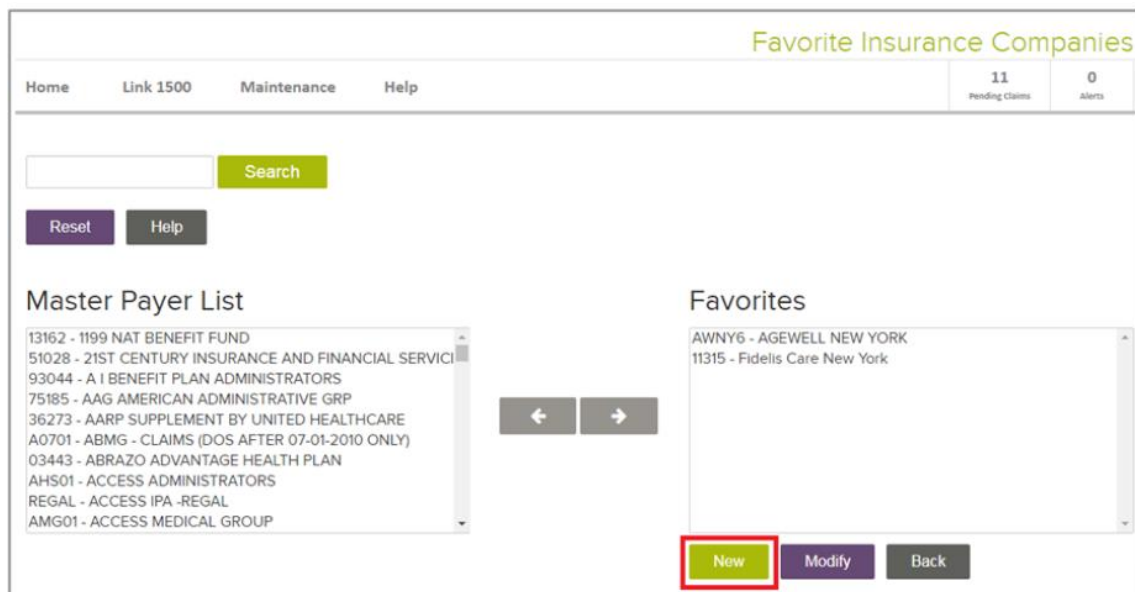 Favorite Insurance Companies
Home Link 1500 Maintenance Help 11 0
Pending Claims Alerts
Search
Reset Help
Master Payer List
13162 - 1199 NAT BENEFIT FUND
51028 - 21ST CENTURY INSURANCE AND FINANCIAL SERVICI
93044 - A I BENEFIT PLAN ADMINISTRATORS
75185 - AAG AMERICAN ADMINISTRATIVE GRP
36273 - AARP SUPPLEMENT BY UNITED HEALTHCARE
A0701 - ABMG - CLAIMS (DOS AFTER 07-01-2010 ONLY)
03443 - ABRAZO ADVANTAGE HEALTH PLAN
AHS01 - ACCESS ADMINISTRATORS
REGAL - ACCESS IPA -REGAL
AMG01 - ACCESS MEDICAL GROUP
Favorites
AWNY6 - AGEWELL NEW YORK
11315 - Fidelis Care New York
New Modify Back